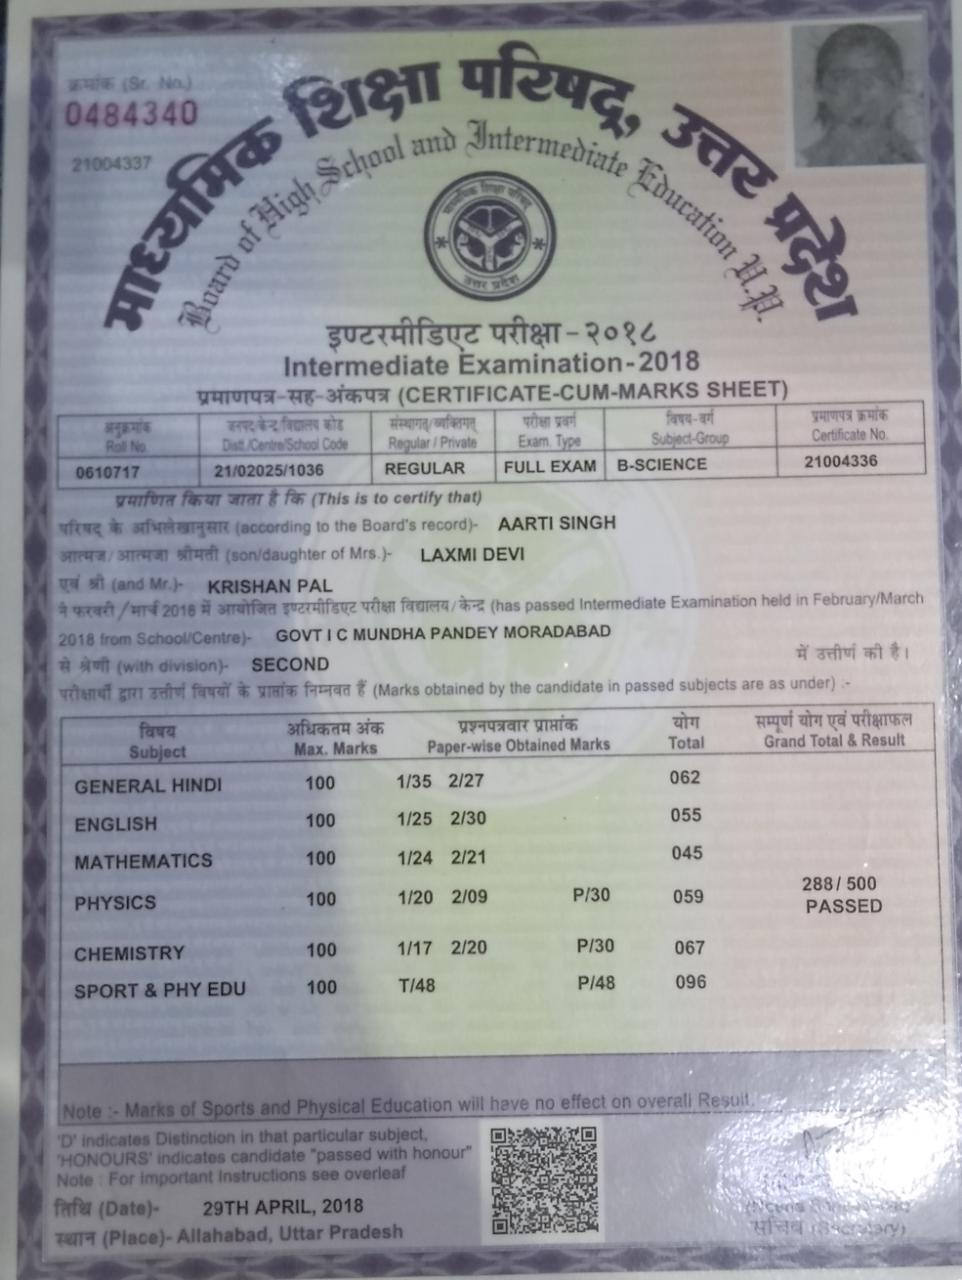 क्रमांक (Sr. No.)
0484340
21004337
माध्यमिक शिक्षा परिषद्, उत्तर प्रदेश
Board of High School and Intermediate Education U.P.
माध्यमिक शिक्षा परिषद्
उत्तर प्रदेश
इण्टरमीडिएट परीक्षा-२०१८
Intermediate Examination-2018
प्रमाणपत्र-सह-अंकपत्र (CERTIFICATE-CUM-MARKS SHEET)
अनुक्रमांक जनपद/केन्द्र/विद्यालय कोड संस्थागत/व्यक्तिगत् परीक्षा प्रवर्ग विषय-वर्ग प्रमाणपत्र क्रमांक
Roll No. Dist./Centre/School Code Regular / Private Exam. Type Subject-Group Certificate No.
0610717 21/02025/1036 REGULAR FULL EXAM B-SCIENCE 21004336
प्रमाणित किया जाता है कि (This is to certify that)
परिषद् के अभिलेखानुसार (according to the Board's record)- AARTI SINGH
आत्मज/आत्मजा श्रीमती (son/daughter of Mrs.)- LAXMI DEVI
एवं श्री (and Mr.)- KRISHAN PAL
ने फरवरी/मार्च 2018 में आयोजित इण्टरमीडिएट परीक्षा विद्यालय/केन्द्र (has passed Intermediate Examination held in February/March
2018 from School/Centre)- GOVT I C MUNDHA PANDEY MORADABAD
से श्रेणी (with division)- SECOND में उत्तीर्ण की है।
परीक्षार्थी द्वारा उत्तीर्ण विषयों के प्राप्तांक निम्नवत हैं (Marks obtained by the candidate in passed subjects are as under) :-
विषय अधिकतम अंक प्रश्नपत्रवार प्राप्तांक योग सम्पूर्ण योग एवं परीक्षाफल
Subject Max. Marks Paper-wise Obtained Marks Total Grand Total & Result
GENERAL HINDI 100 1/35 2/27 062
ENGLISH 100 1/25 2/30 055
MATHEMATICS 100 1/24 2/21 045
PHYSICS 100 1/20 2/09 P/30 059 288/ 500
PASSED
CHEMISTRY 100 1/17 2/20 P/30 067
SPORT & PHY EDU 100 T/48 P/48 096
Note :- Marks of Sports and Physical Education will have no effect on overall Result.
'D' indicates Distinction in that particular subject,
'HONOURS' indicates candidate "passed with honour"
Note : For Important Instructions see overleaf
तिथि (Date)- 29TH APRIL, 2018
स्थान (Place)- Allahabad, Uttar Pradesh
सचिव (Secretary)